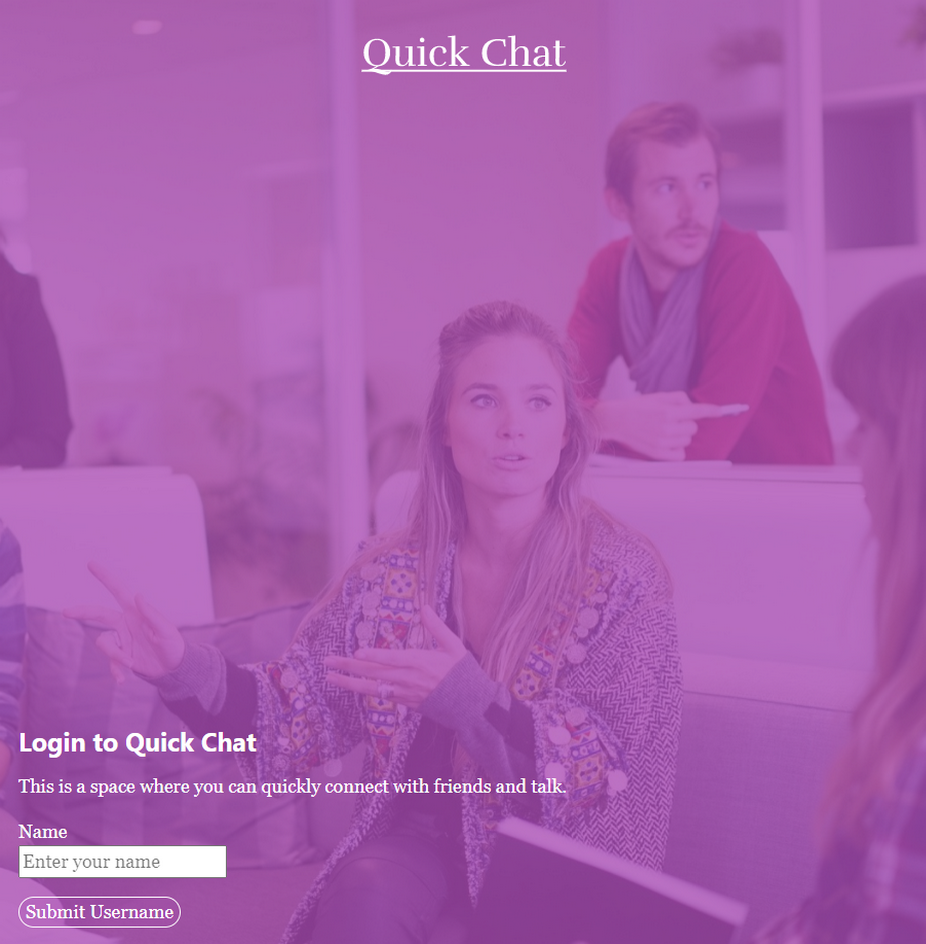 Quick Chat
Login to Quick Chat
This is a space where you can quickly connect with friends and talk.
Name
Enter your name
Submit Username